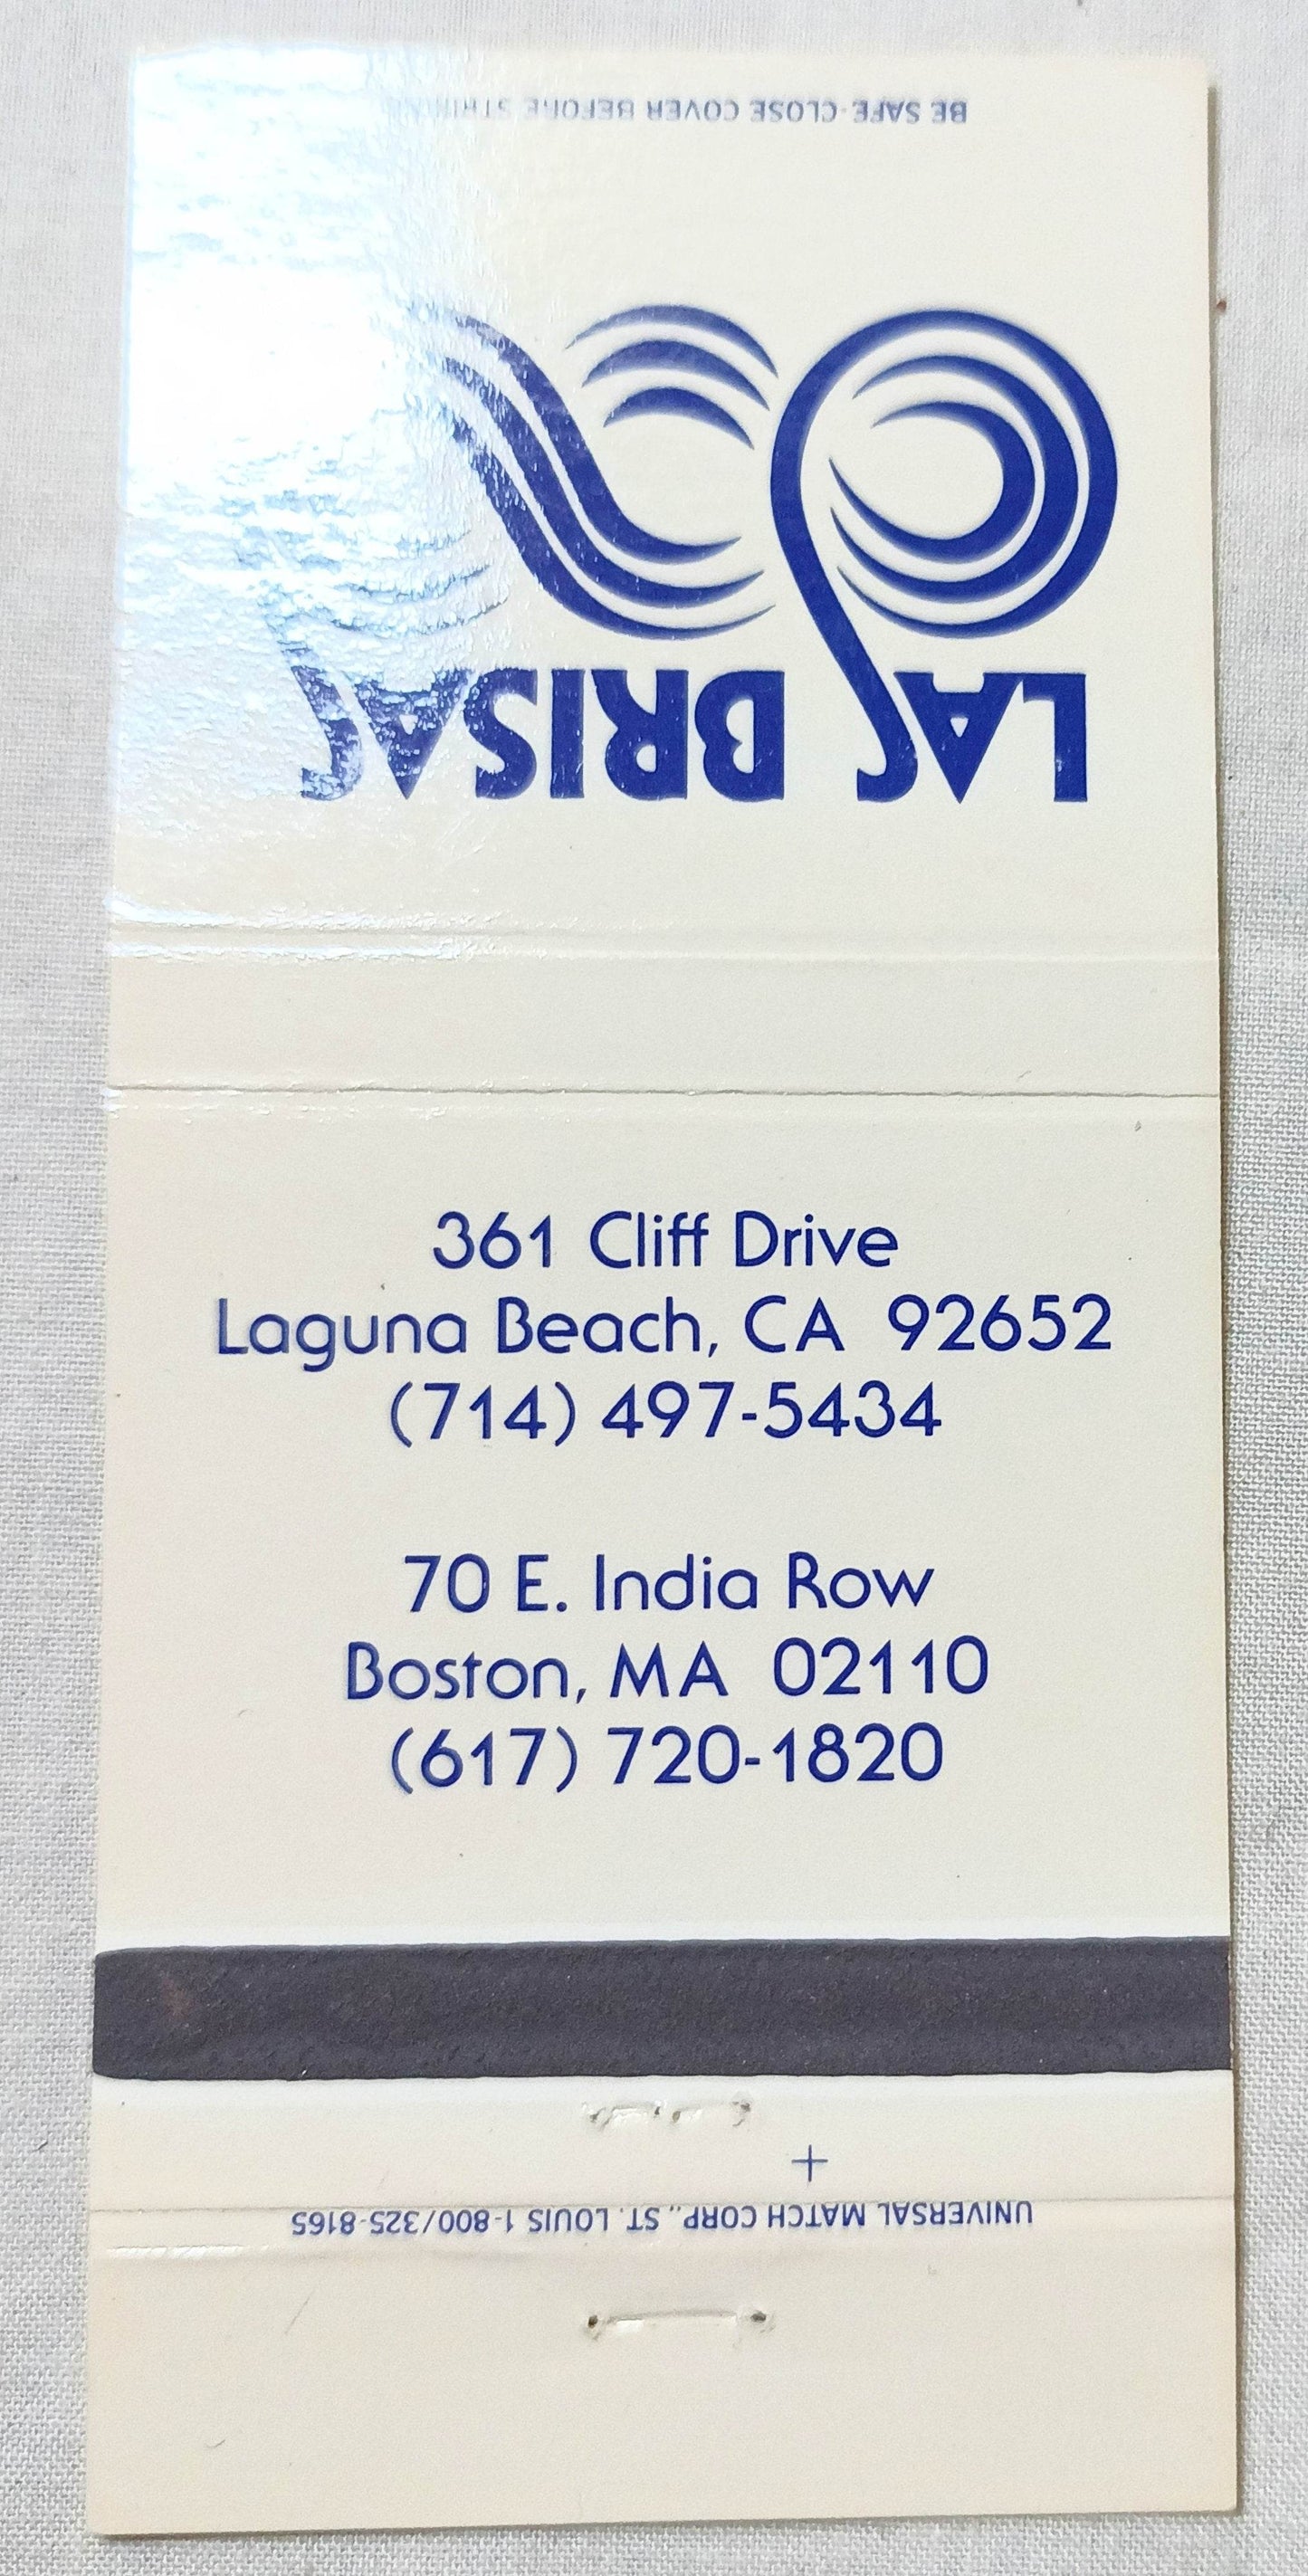 BE SAFE-CLOSE COVER BEFORE
LAS BRISAS
361 Cliff Drive
Laguna Beach, CA 92652
(714) 497-5434
70 E. India Row
Boston, MA 02110
(617) 720-1820
UNIVERSAL MATCH CORP., ST. LOUIS 1-800/325-8165